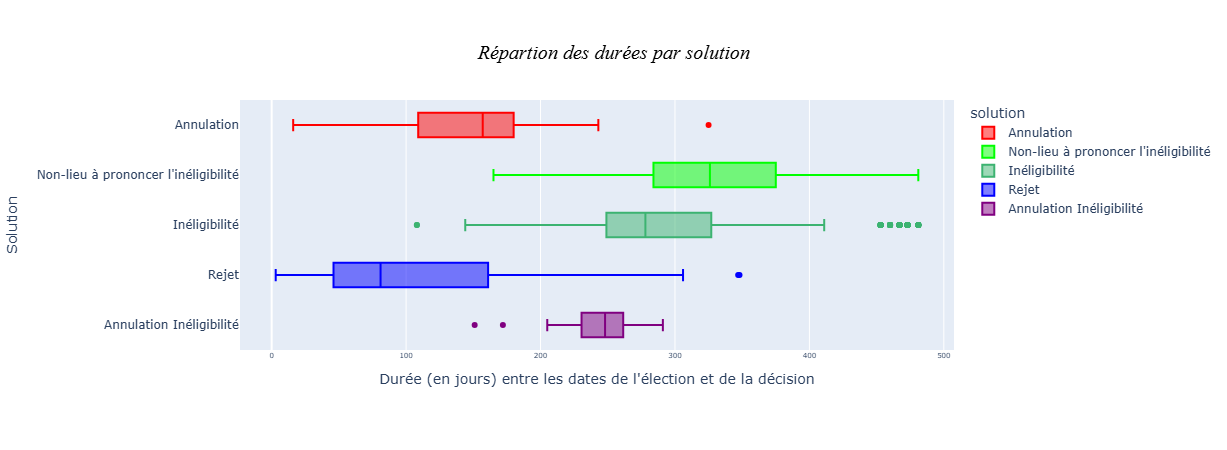 Répartion des durées par solution
Annulation
Non-lieu à prononcer l'inéligibilité
Inéligibilité
Rejet
Annulation Inéligibilité
Solution
0 100 200 300 400 500
Durée (en jours) entre les dates de l'élection et de la décision
solution
Annulation
Non-lieu à prononcer l'inéligibilité
Inéligibilité
Rejet
Annulation Inéligibilité